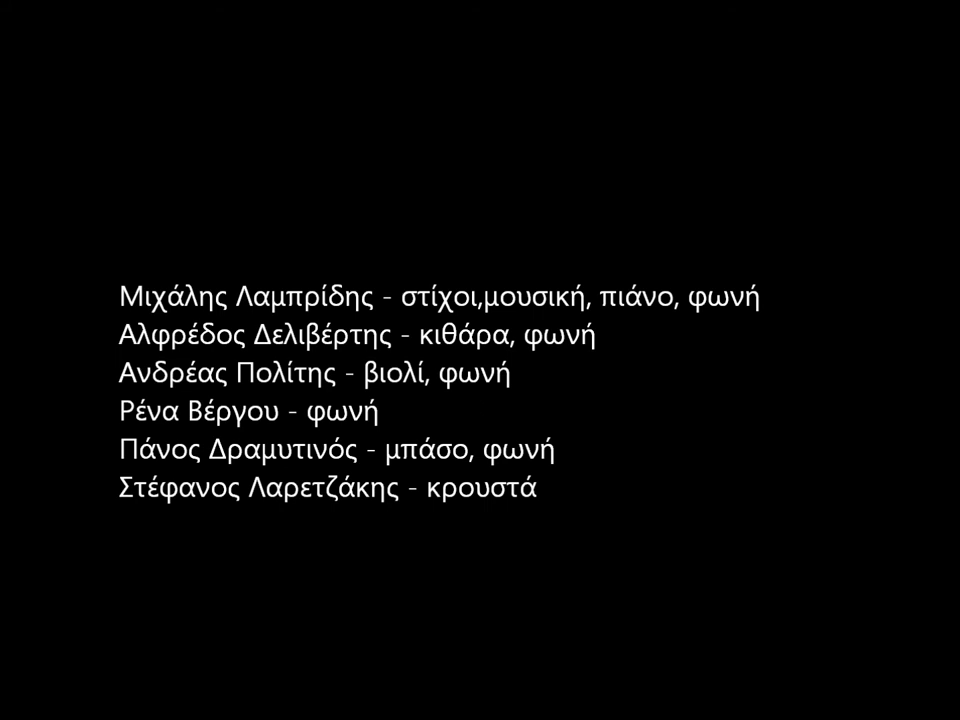 Μιχάλης Λαμπρίδης - στίχοι,μουσική, πιάνο, φωνή
Αλφρέδος Δελιβέρτης - κιθάρα, φωνή
Ανδρέας Πολίτης - βιολί, φωνή
Ρένα Βέργου - φωνή
Πάνος Δραμυτινός - μπάσο, φωνή
Στέφανος Λαρετζάκης - κρουστά